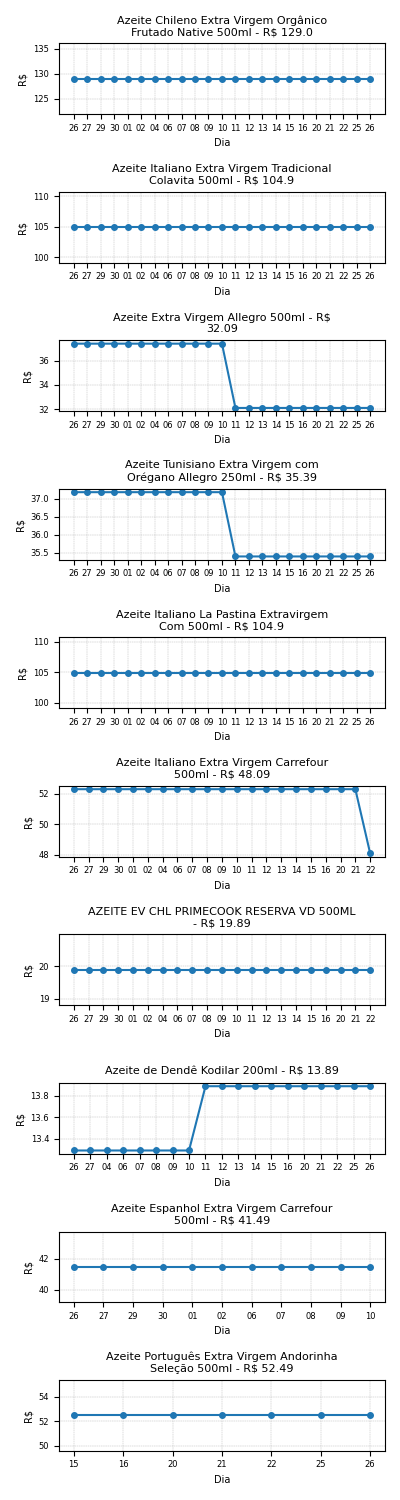 Azeite Chileno Extra Virgem Orgânico
Frutado Native 500ml - R$ 129.0
135
130
125
R$
26 27 29 30 01 02 04 06 07 08 09 10 11 12 13 14 15 16 20 21 22 25 26
Dia
Azeite Italiano Extra Virgem Tradicional
Colavita 500ml - R$ 104.9
110
105
100
R$
26 27 29 30 01 02 04 06 07 08 09 10 11 12 13 14 15 16 20 21 22 25 26
Dia
Azeite Extra Virgem Allegro 500ml - R$
32.09
36
34
32
R$
26 27 29 30 01 02 04 06 07 08 09 10 11 12 13 14 15 16 20 21 22 25 26
Dia
Azeite Tunisiano Extra Virgem com
Orégano Allegro 250ml - R$ 35.39
37.0
36.5
36.0
35.5
R$
26 27 29 30 01 02 04 06 07 08 09 10 11 12 13 14 15 16 20 21 22 25 26
Dia
Azeite Italiano La Pastina Extravirgem
Com 500ml - R$ 104.9
110
105
100
R$
26 27 29 30 01 02 04 06 07 08 09 10 11 12 13 14 15 16 20 21 22 25 26
Dia
Azeite Italiano Extra Virgem Carrefour
500ml - R$ 48.09
52
50
48
R$
26 27 29 30 01 02 04 06 07 08 09 10 11 12 13 14 15 16 20 21 22
Dia
AZEITE EV CHL PRIMECOOK RESERVA VD 500ML
- R$ 19.89
20
19
R$
26 27 29 30 01 02 04 06 07 08 09 10 11 12 13 14 15 16 20 21 22
Dia
Azeite de Dendê Kodilar 200ml - R$ 13.89
13.8
13.6
13.4
R$
26 27 04 06 07 08 09 10 11 12 13 14 15 16 20 21 22 25 26
Dia
Azeite Espanhol Extra Virgem Carrefour
500ml - R$ 41.49
42
40
R$
26 27 29 30 01 02 06 07 08 09 10
Dia
Azeite Português Extra Virgem Andorinha
Seleção 500ml - R$ 52.49
54
52
50
R$
15 16 20 21 22 25 26
Dia